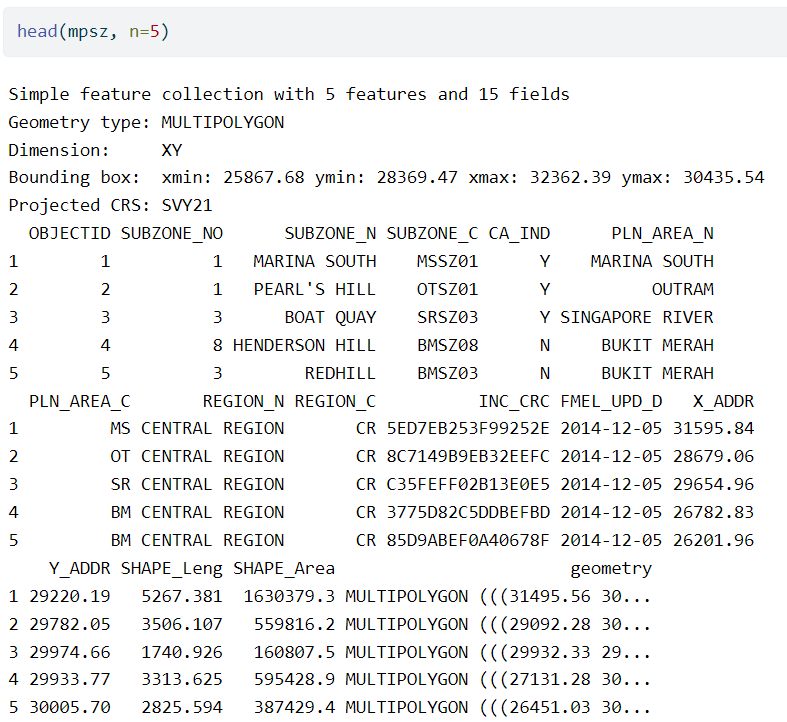 head(mpsz, n=5)
Simple feature collection with 5 features and 15 fields
Geometry type: MULTIPOLYGON
Dimension:     XY
Bounding box:  xmin: 25867.68 ymin: 28369.47 xmax: 32362.39 ymax: 30435.54
Projected CRS: SVY21
  OBJECTID SUBZONE_NO      SUBZONE_N SUBZONE_C CA_IND      PLN_AREA_N
1        1          1   MARINA SOUTH    MSSZ01      Y    MARINA SOUTH
2        2          1   PEARL'S HILL    OTSZ01      Y          OUTRAM
3        3          3      BOAT QUAY    SRSZ03      Y SINGAPORE RIVER
4        4          8 HENDERSON HILL    BMSZ08      N     BUKIT MERAH
5        5          3        REDHILL    BMSZ03      N     BUKIT MERAH
  PLN_AREA_C       REGION_N REGION_C          INC_CRC FMEL_UPD_D   X_ADDR
1         MS CENTRAL REGION       CR 5ED7EB253F99252E 2014-12-05 31595.84
2         OT CENTRAL REGION       CR 8C7149B9EB32EEFC 2014-12-05 28679.06
3         SR CENTRAL REGION       CR C35FEFF02B13E0E5 2014-12-05 29654.96
4         BM CENTRAL REGION       CR 3775D82C5DDBEFBD 2014-12-05 26782.83
5         BM CENTRAL REGION       CR 85D9ABEF0A40678F 2014-12-05 26201.96
    Y_ADDR SHAPE_Leng SHAPE_Area                       geometry
1 29220.19   5267.381  1630379.3 MULTIPOLYGON (((31495.56 30...
2 29782.05   3506.107   559816.2 MULTIPOLYGON (((29092.28 30...
3 29974.66   1740.926   160807.5 MULTIPOLYGON (((29932.33 29...
4 29933.77   3313.625   595428.9 MULTIPOLYGON (((27131.28 30...
5 30005.70   2825.594   387429.4 MULTIPOLYGON (((26451.03 30...